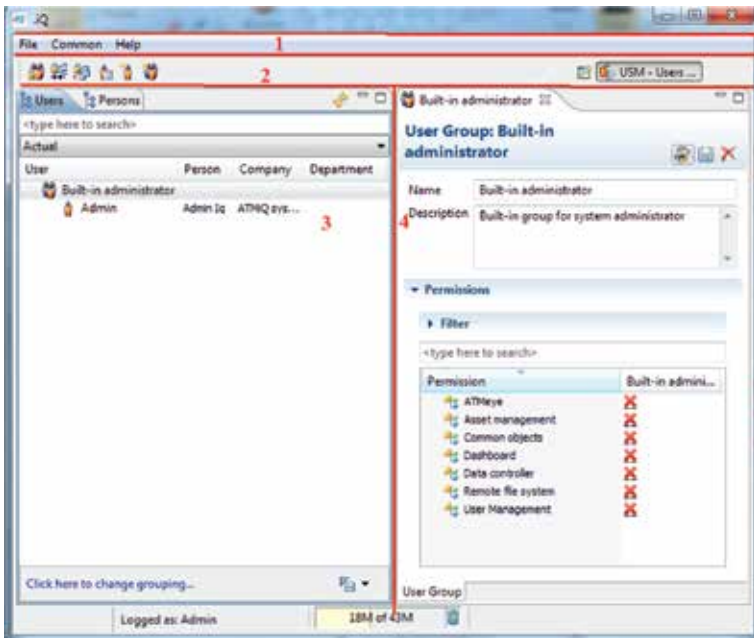 .iQ
File Common Help
1
2
USM - Users ...
Users
Persons
<type here to search>
Actual
User Person Company Department
Built-in administrator
Admin Admin Iq ATMiQ sys...
3
Click here to change grouping...
Built-in administrator
User Group: Built-in
administrator
Name Built-in administrator
4
Description Built-in group for system administrator
Permissions
Filter
<type here to search>
Permission Built-in admini...
ATMeye
Asset management
Common objects
Dashboard
Data controller
Remote file system
User Management
User Group
Logged as: Admin
18M of 43M